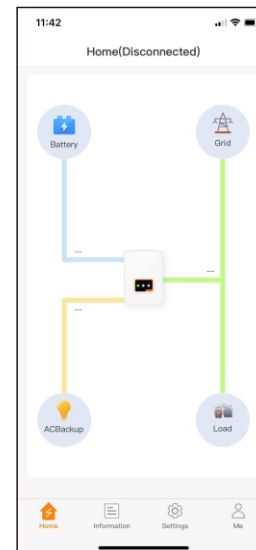 11:42
Home(Disconnected)
Battery
Grid
--
--
--
ACBackup
Load
Home
Information
Settings
Me